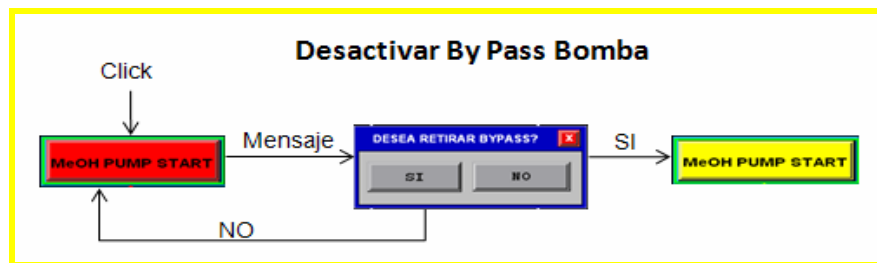 Desactivar By Pass Bomba
Click
MeOH PUMP START
Mensaje
DESEA RETIRAR BYPASS?
X
SI
NO
SI
MeOH PUMP START
NO